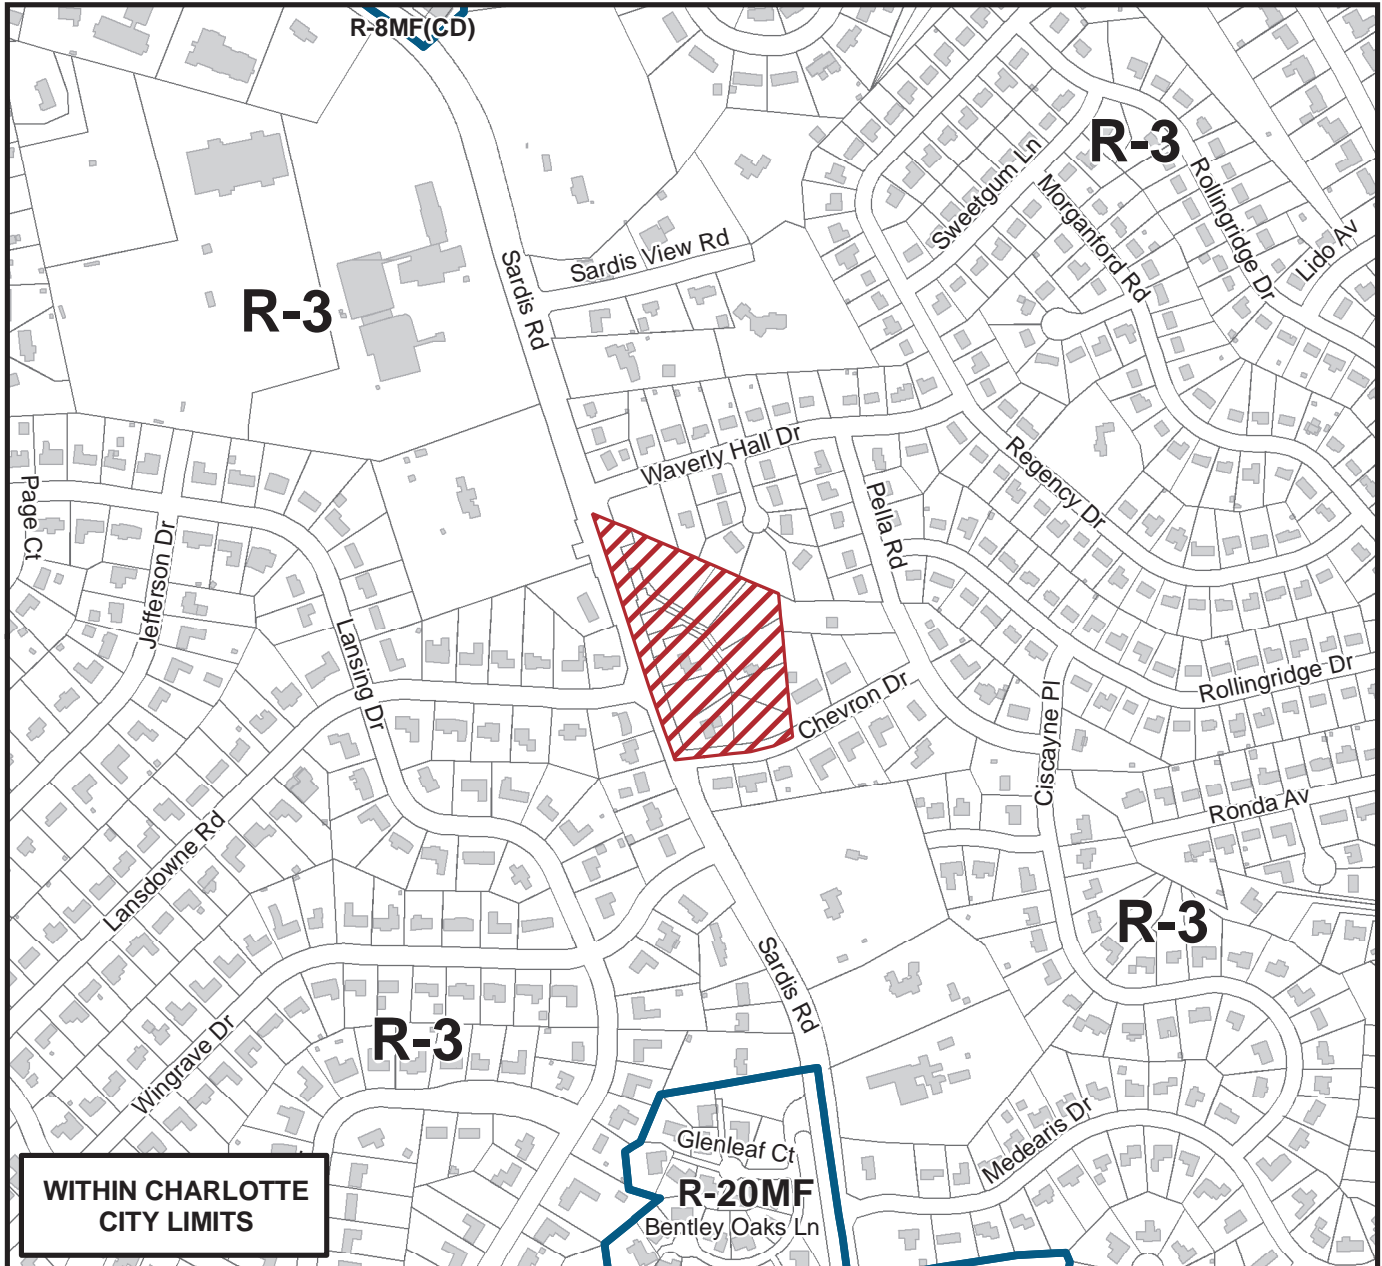 R-8MF(CD)
R-3
Sweetgum Ln
Morganford Rd
Rollingridge Dr
Lido Av
Sardis View Rd
Sardis Rd
R-3
Waverly Hall Dr
Regency Dr
Page Ct
Jefferson Dr
Pella Rd
Lansing Dr
Chevron Dr
Rollingridge Dr
Ciscayne Pl
Ronda Av
Lansdowne Rd
R-3
Sardis Rd
Wingrave Dr
R-3
Medearis Dr
Glenleaf Ct
R-20MF
Bentley Oaks Ln
WITHIN CHARLOTTE
CITY LIMITS